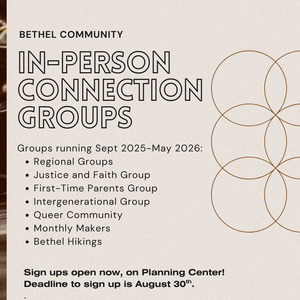 BETHEL COMMUNITY
IN-PERSON
CONNECTION
GROUPS
Groups running Sept 2025-May 2026:
• Regional Groups
• Justice and Faith Group
• First-Time Parents Group
• Intergenerational Group
• Queer Community
• Monthly Makers
• Bethel Hikings
Sign ups open now, on Planning Center!
Deadline to sign up is August 30th.
.